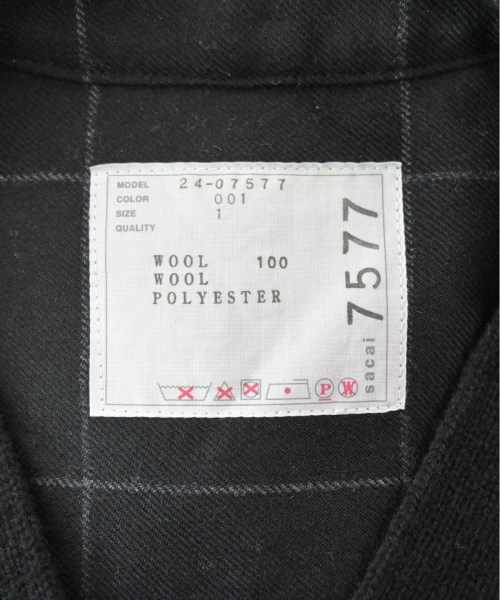 MODEL 24-07577
COLOR 001
SIZE 1
QUALITY
WOOL 100
WOOL
POLYESTER
sacai 7577
P W